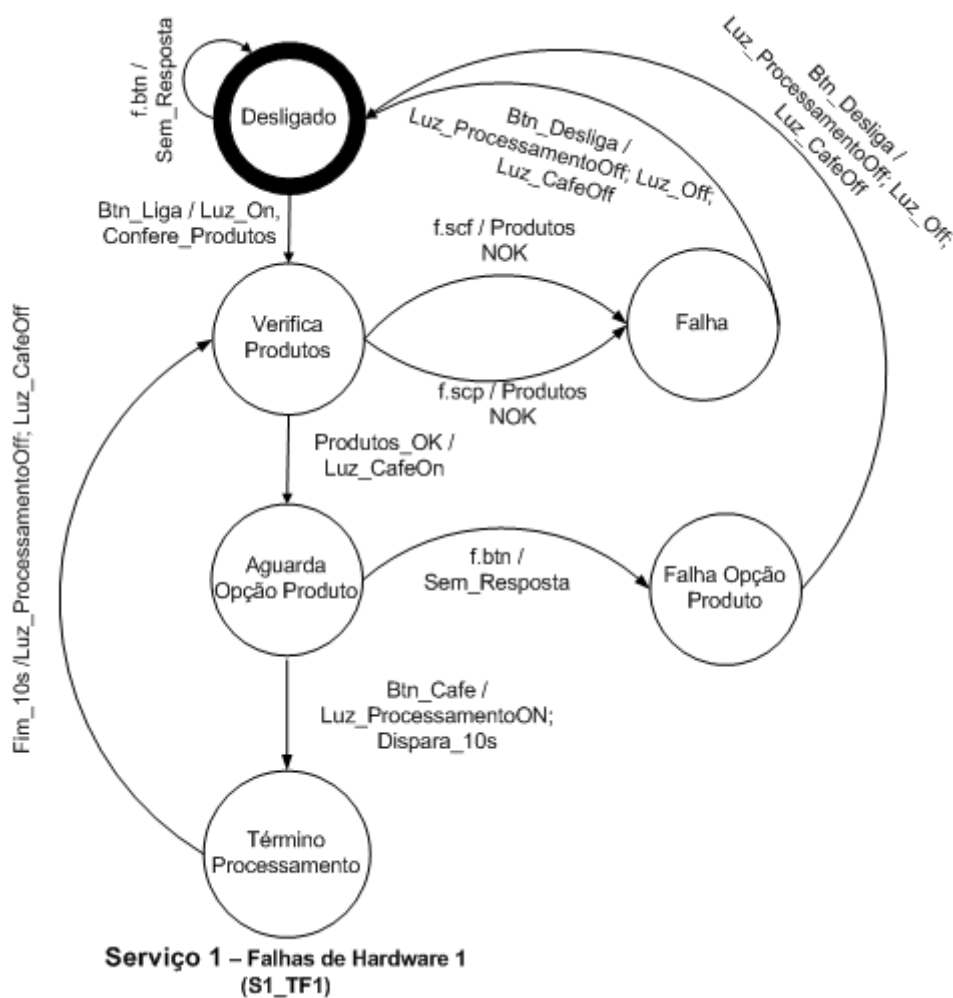 f.btn /
Sem_Resposta
Desligado
Btn_Desliga /
Luz_ProcessamentoOff; Luz_Off;
Luz_CafeOff
Btn_Desliga /
Luz_ProcessamentoOff; Luz_Off;
Luz_CafeOff
Btn_Liga / Luz_On,
Confere_Produtos
f.scf / Produtos
NOK
Verifica
Produtos
Falha
f.scp / Produtos
NOK
Fim_10s /Luz_ProcessamentoOff; Luz_CafeOff
Produtos_OK /
Luz_CafeOn
Aguarda
Opção Produto
f.btn /
Sem_Resposta
Falha Opção
Produto
Btn_Cafe /
Luz_ProcessamentoON;
Dispara_10s
Término
Processamento
Serviço 1 – Falhas de Hardware 1
(S1_TF1)